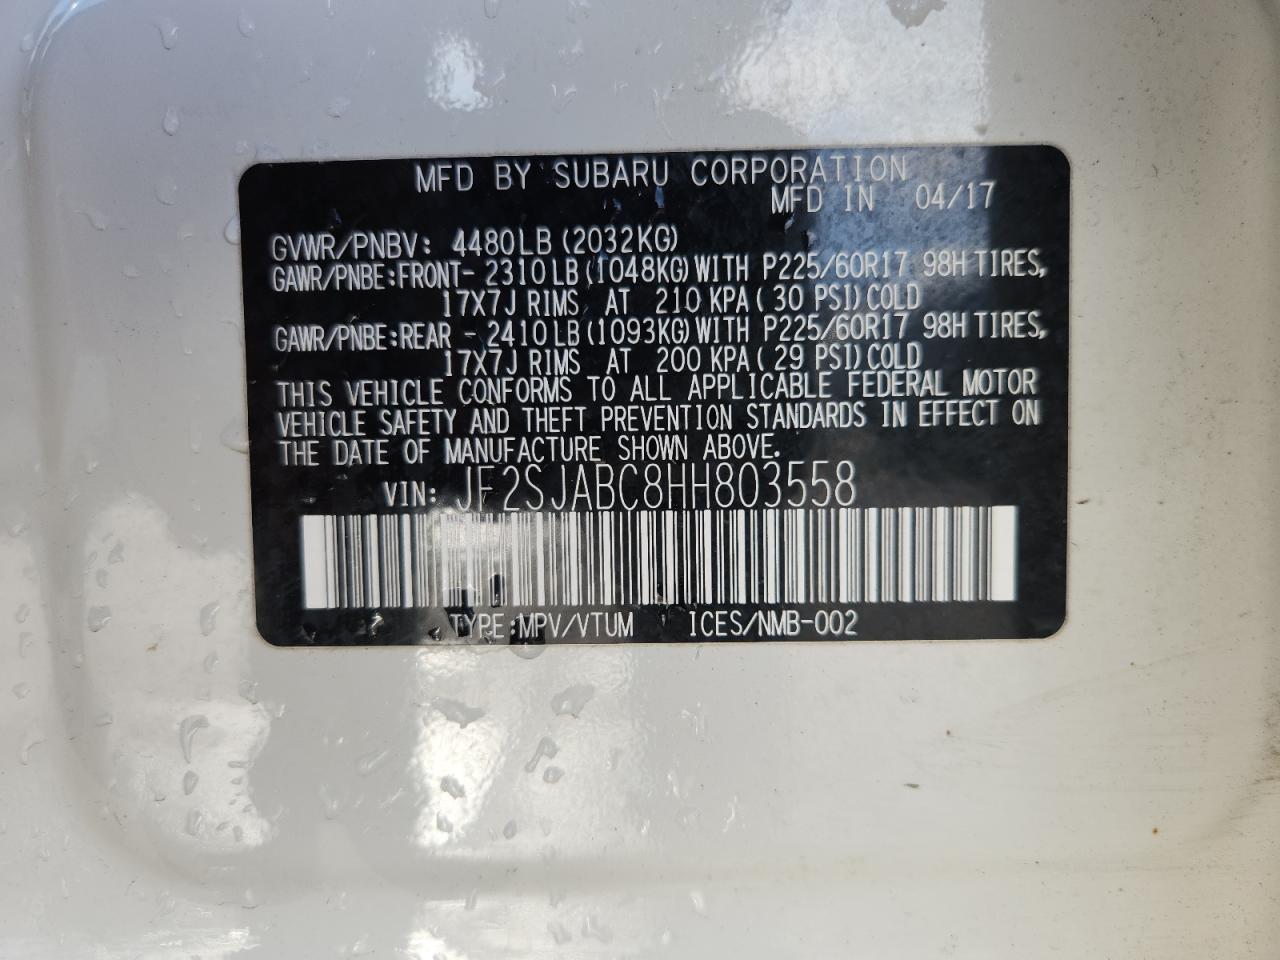 MFD BY SUBARU CORPORATION
MFD IN 04/17
GVWR/PNBV: 4480LB(2032KG)
GAWR/PNBE:FRONT- 2310LB(1048KG)WITH P225/60R17 98H TIRES,
17X7J RIMS AT 210 KPA( 30 PSI)COLD
GAWR/PNBE:REAR - 2410LB(1093KG)WITH P225/60R17 98H TIRES,
17X7J RIMS AT 200 KPA( 29 PSI)COLD
THIS VEHICLE CONFORMS TO ALL APPLICABLE FEDERAL MOTOR
VEHICLE SAFETY AND THEFT PREVENTION STANDARDS IN EFFECT ON
THE DATE OF MANUFACTURE SHOWN ABOVE.
VIN: JF2SJABC8HH803558
TYPE:MPV/VTUM ICES/NMB-002